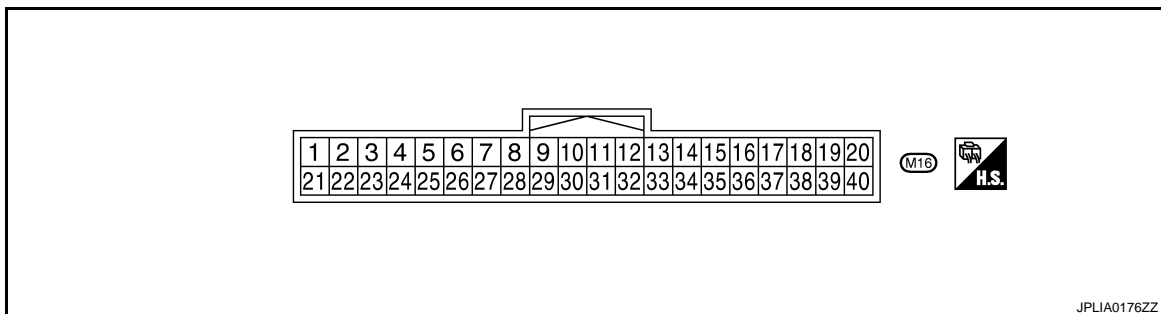 1 2 3 4 5 6 7 8 9 10 11 12 13 14 15 16 17 18 19 20
21 22 23 24 25 26 27 28 29 30 31 32 33 34 35 36 37 38 39 40
M16
H.S.
JPLIA0176ZZ